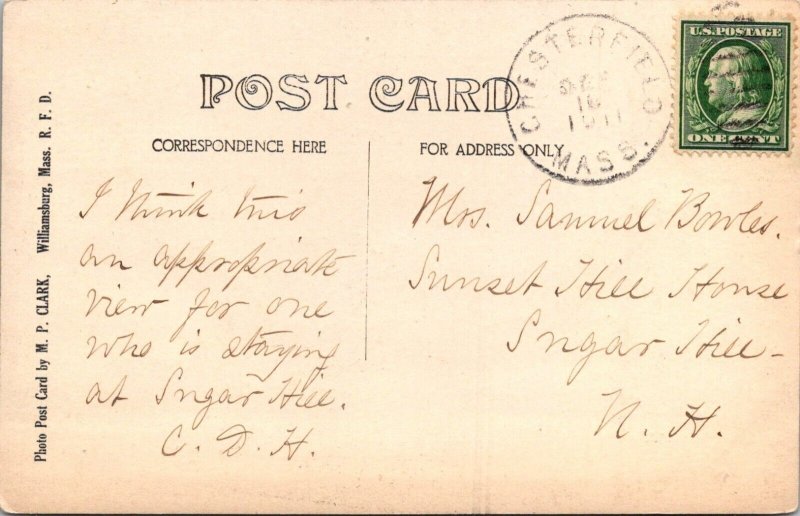 POST CARD
CORRESPONDENCE HERE
FOR ADDRESS ONLY
CHESTERFIELD
16
1911
MASS.
U.S. POSTAGE
ONE CENT
Photo Post Card by M. P. CLARK, Williamsburg, Mass. R. F. D.
I think this
an appropriate
view for one
who is staying
at Sugar Hill.
C. D. H.
Mrs. Samuel Bowles.
Sunset Hill House
Sugar Hill -
N. H.